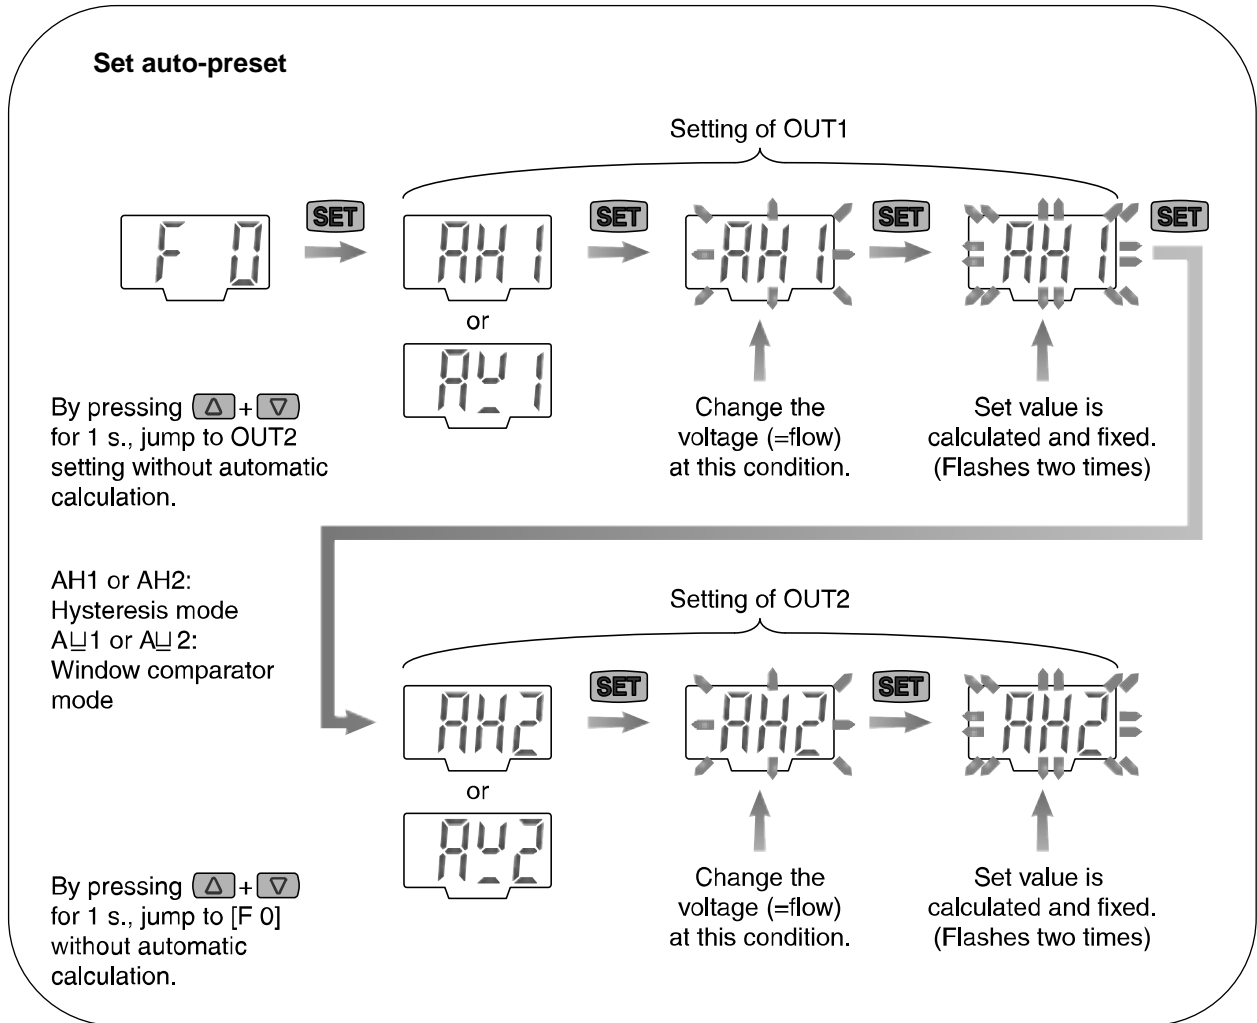 Set auto-preset
Setting of OUT1
SET
SET
SET
SET
F 0
AH1
AH1
AH1
or
A⊔1
By pressing △ + ▽
for 1 s., jump to OUT2
setting without automatic
calculation.
Change the
voltage (=flow)
at this condition.
Set value is
calculated and fixed.
(Flashes two times)
AH1 or AH2:
Hysteresis mode
A⊔1 or A⊔ 2:
Window comparator
mode
Setting of OUT2
SET
SET
AH2
AH2
AH2
or
A⊔2
By pressing △ + ▽
for 1 s., jump to [F 0]
without automatic
calculation.
Change the
voltage (=flow)
at this condition.
Set value is
calculated and fixed.
(Flashes two times)